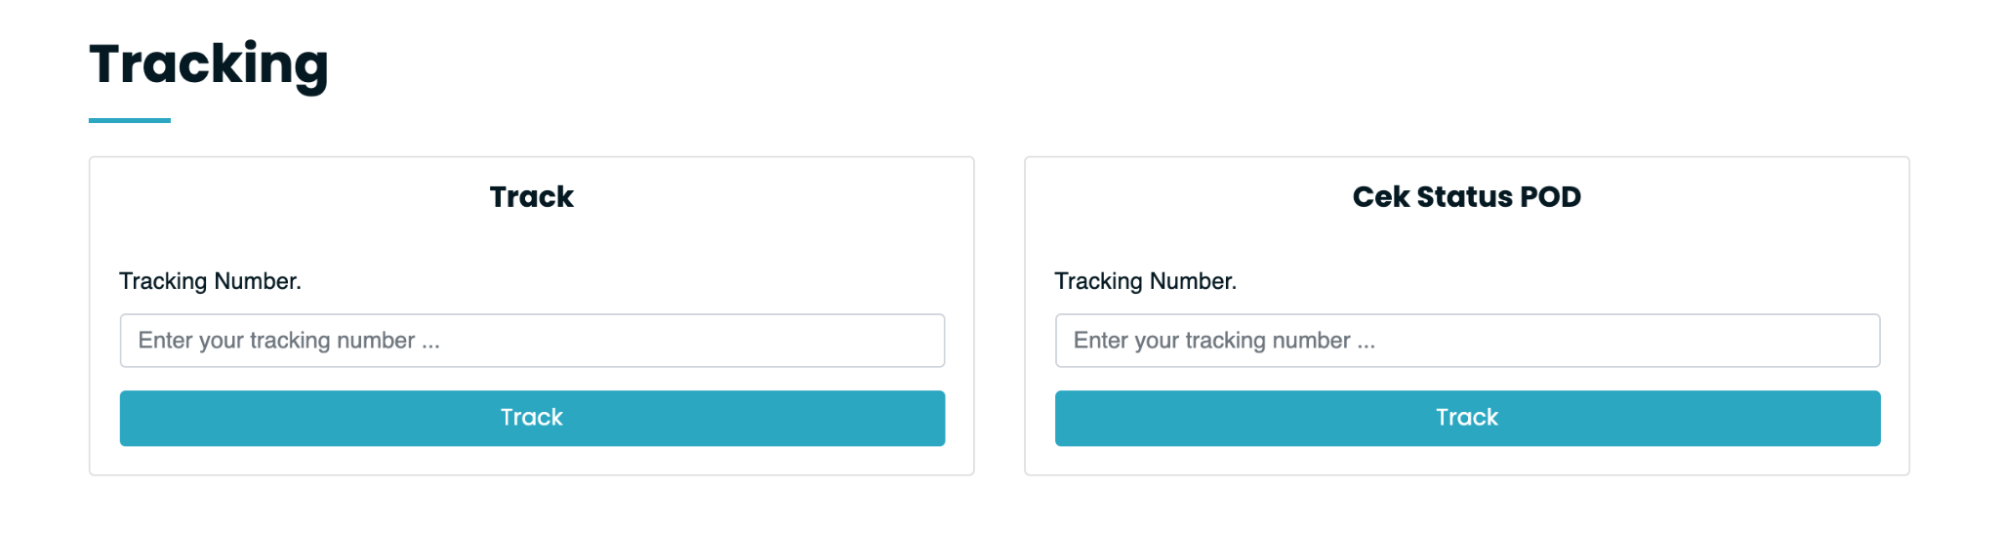 Tracking
Track
Tracking Number.
Enter your tracking number ...
Track
Cek Status POD
Tracking Number.
Enter your tracking number ...
Track